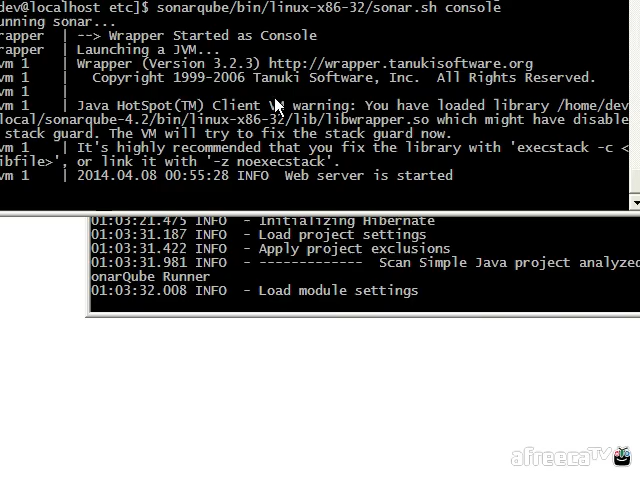 dev@localhost etc]$ sonarqube/bin/linux-x86-32/sonar.sh console
unning sonar...
rapper | --> Wrapper Started as Console
rapper | Launching a JVM...
vm 1 | Wrapper (Version 3.2.3) http://wrapper.tanukisoftware.org
vm 1 | Copyright 1999-2006 Tanuki Software, Inc. All Rights Reserved.
vm 1 |
vm 1 | Java HotSpot(TM) Client VM warning: You have loaded library /home/dev
local/sonarqube-4.2/bin/linux-x86-32/lib/libwrapper.so which might have disable
stack guard. The VM will try to fix the stack guard now.
vm 1 | It's highly recommended that you fix the library with 'execstack -c <
ibfile>', or link it with '-z noexecstack'.
vm 1 | 2014.04.08 00:55:28 INFO Web server is started
01:03:21.475 INFO - Initializing Hibernate
01:03:31.187 INFO - Load project settings
01:03:31.422 INFO - Apply project exclusions
01:03:31.981 INFO - ------------- Scan Simple Java project analyzed
onarQube Runner
01:03:32.008 INFO - Load module settings
afreecaTV